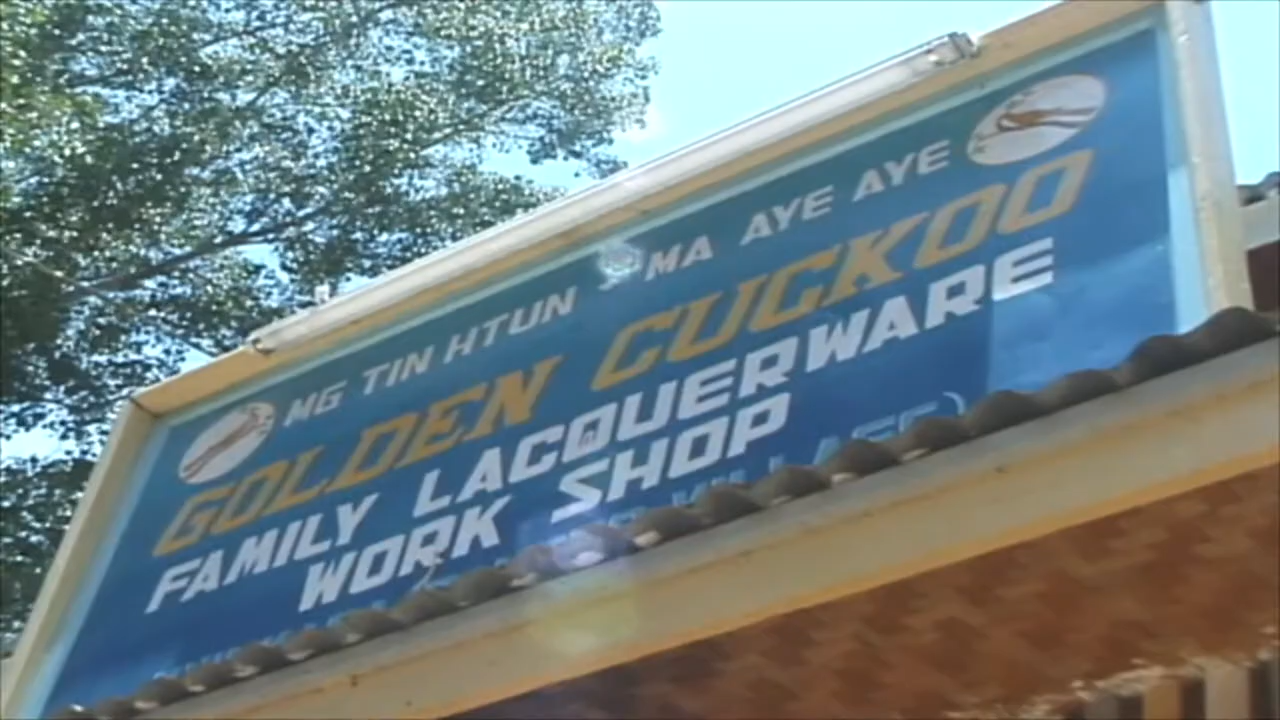 MG TIN HTUN MA AYE AYE
GOLDEN CUCKOO
FAMILY LACQUERWARE
WORK SHOP